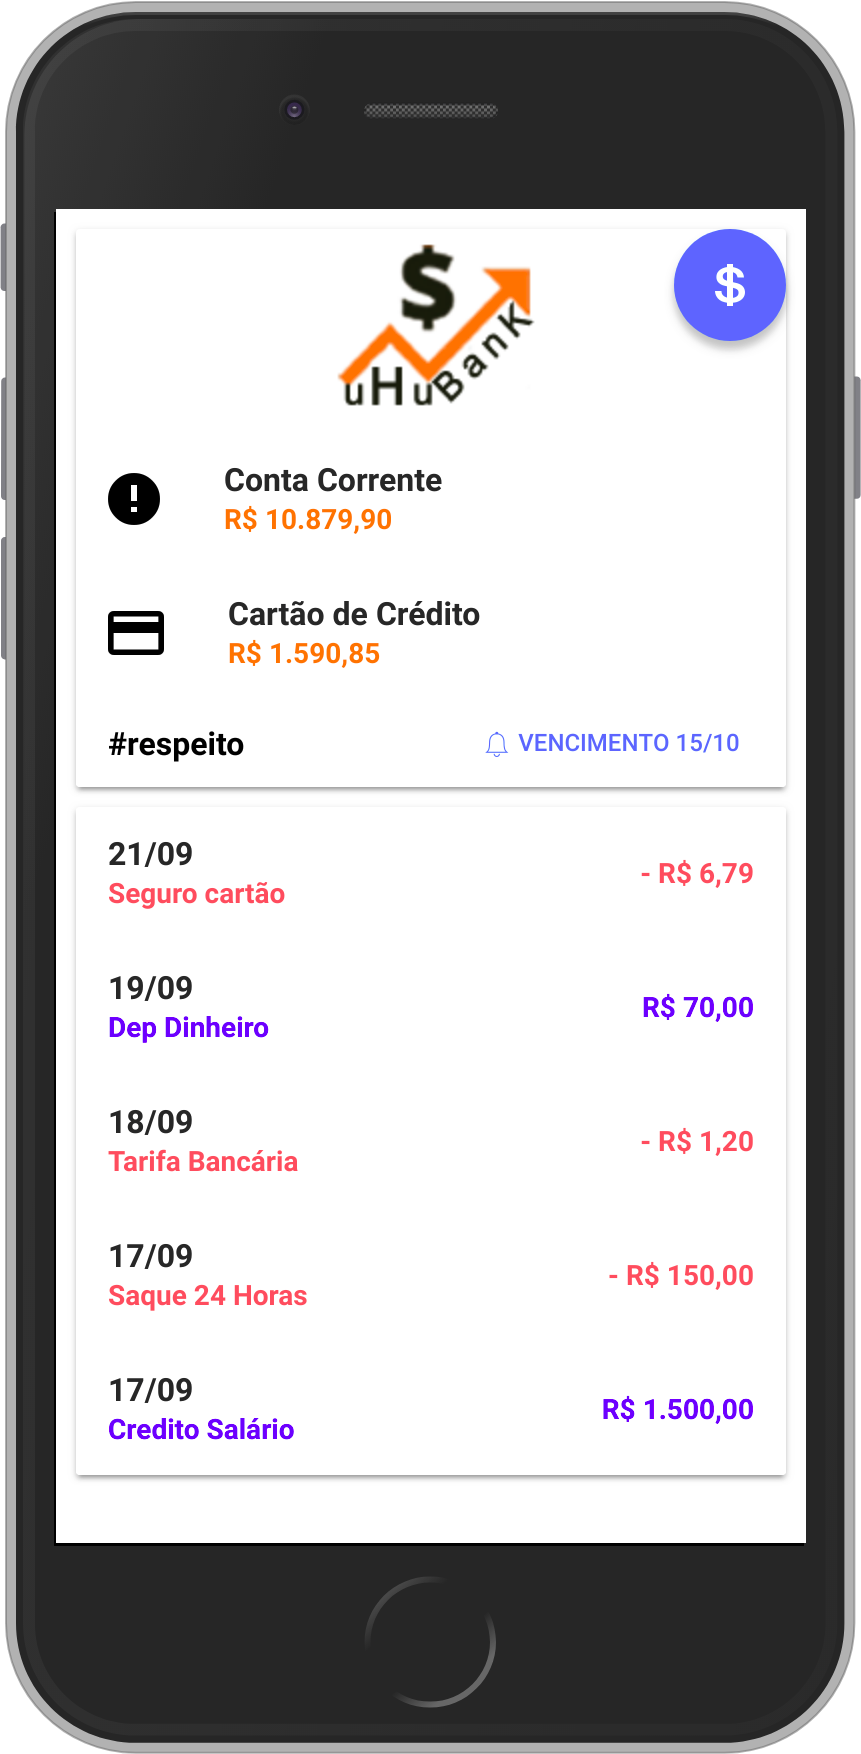 $
$
uHuBanK
Conta Corrente
R$ 10.879,90
Cartão de Crédito
R$ 1.590,85
#respeito
VENCIMENTO 15/10
21/09
Seguro cartão
- R$ 6,79
19/09
Dep Dinheiro
R$ 70,00
18/09
Tarifa Bancária
- R$ 1,20
17/09
Saque 24 Horas
- R$ 150,00
17/09
Credito Salário
R$ 1.500,00